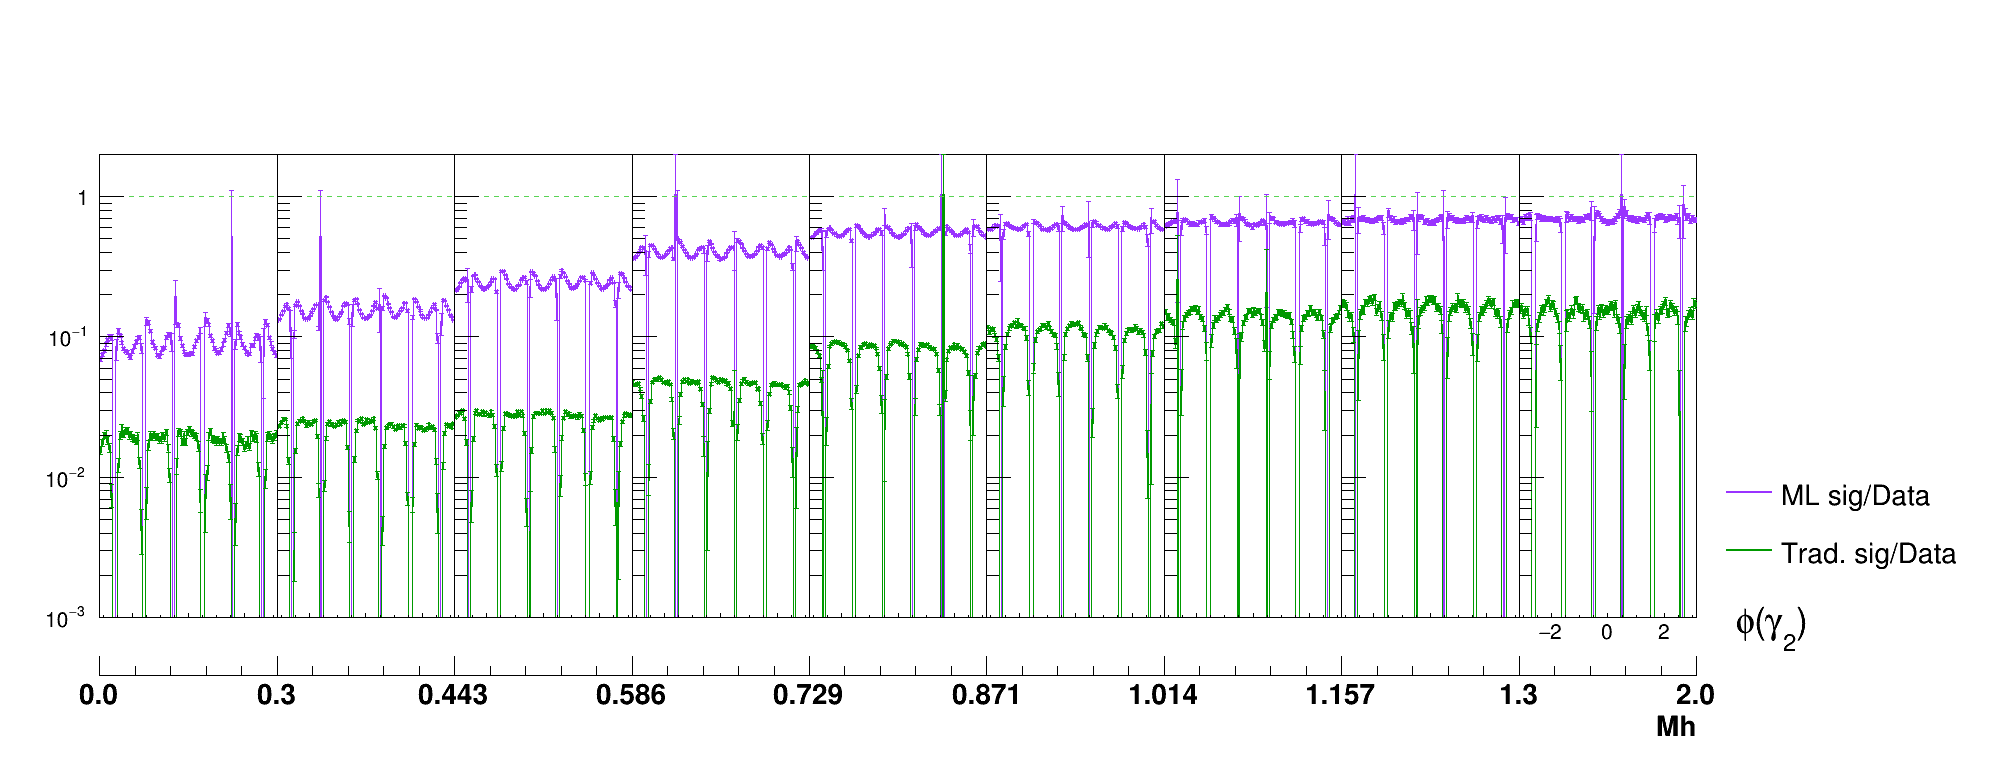 1
10⁻¹
10⁻²
10⁻³
ML sig/Data
Trad. sig/Data
−2 0 2
ϕ(γ₂)
0.0 0.3 0.443 0.586 0.729 0.871 1.014 1.157 1.3 2.0
Mh